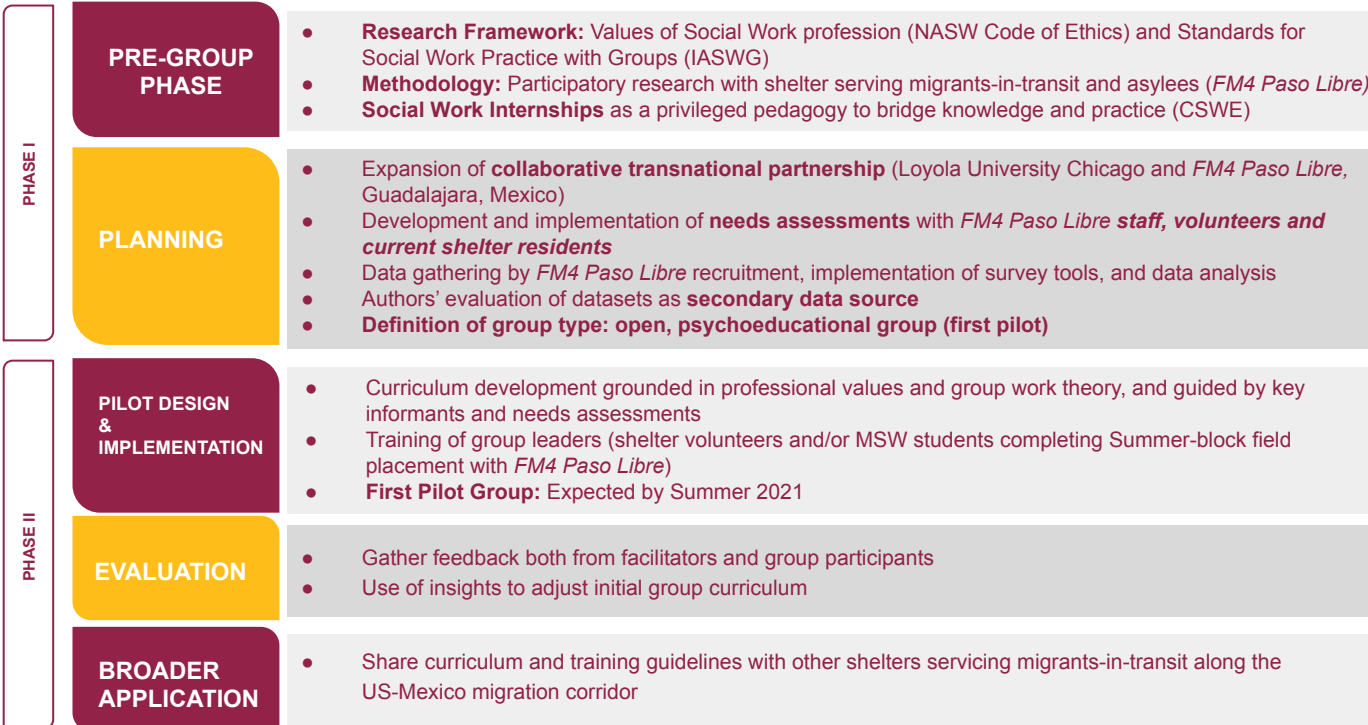 PHASE I
PRE-GROUP
PHASE
● Research Framework: Values of Social Work profession (NASW Code of Ethics) and Standards for
Social Work Practice with Groups (IASWG)
● Methodology: Participatory research with shelter serving migrants-in-transit and asylees (FM4 Paso Libre)
● Social Work Internships as a privileged pedagogy to bridge knowledge and practice (CSWE)
PLANNING
● Expansion of collaborative transnational partnership (Loyola University Chicago and FM4 Paso Libre,
Guadalajara, Mexico)
● Development and implementation of needs assessments with FM4 Paso Libre staff, volunteers and
current shelter residents
● Data gathering by FM4 Paso Libre recruitment, implementation of survey tools, and data analysis
● Authors’ evaluation of datasets as secondary data source
● Definition of group type: open, psychoeducational group (first pilot)
PHASE II
PILOT DESIGN
&
IMPLEMENTATION
● Curriculum development grounded in professional values and group work theory, and guided by key
informants and needs assessments
● Training of group leaders (shelter volunteers and/or MSW students completing Summer-block field
placement with FM4 Paso Libre)
● First Pilot Group: Expected by Summer 2021
EVALUATION
● Gather feedback both from facilitators and group participants
● Use of insights to adjust initial group curriculum
BROADER
APPLICATION
● Share curriculum and training guidelines with other shelters servicing migrants-in-transit along the
US-Mexico migration corridor